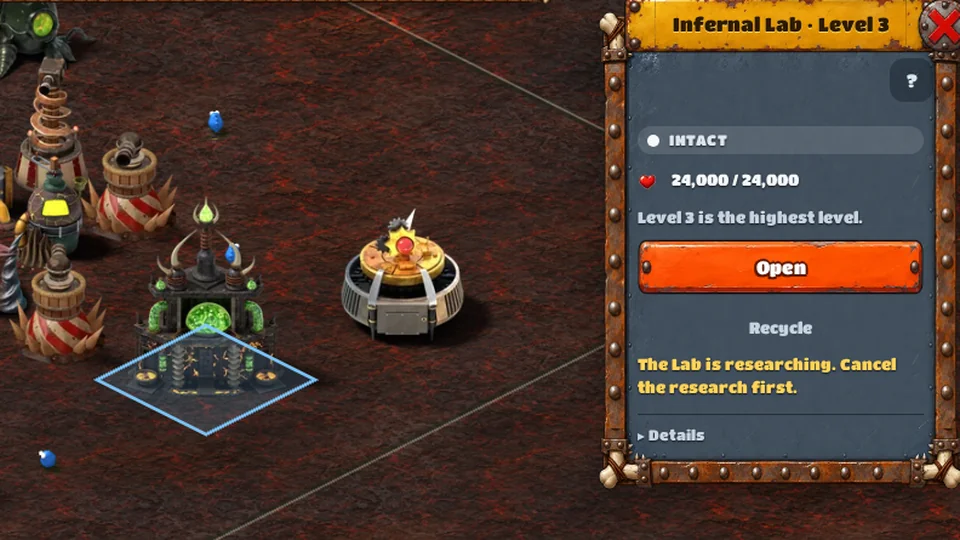 Infernal Lab · Level 3
?
INTACT
24,000 / 24,000
Level 3 is the highest level.
Open
Recycle
The Lab is researching. Cancel
the research first.
▸ Details